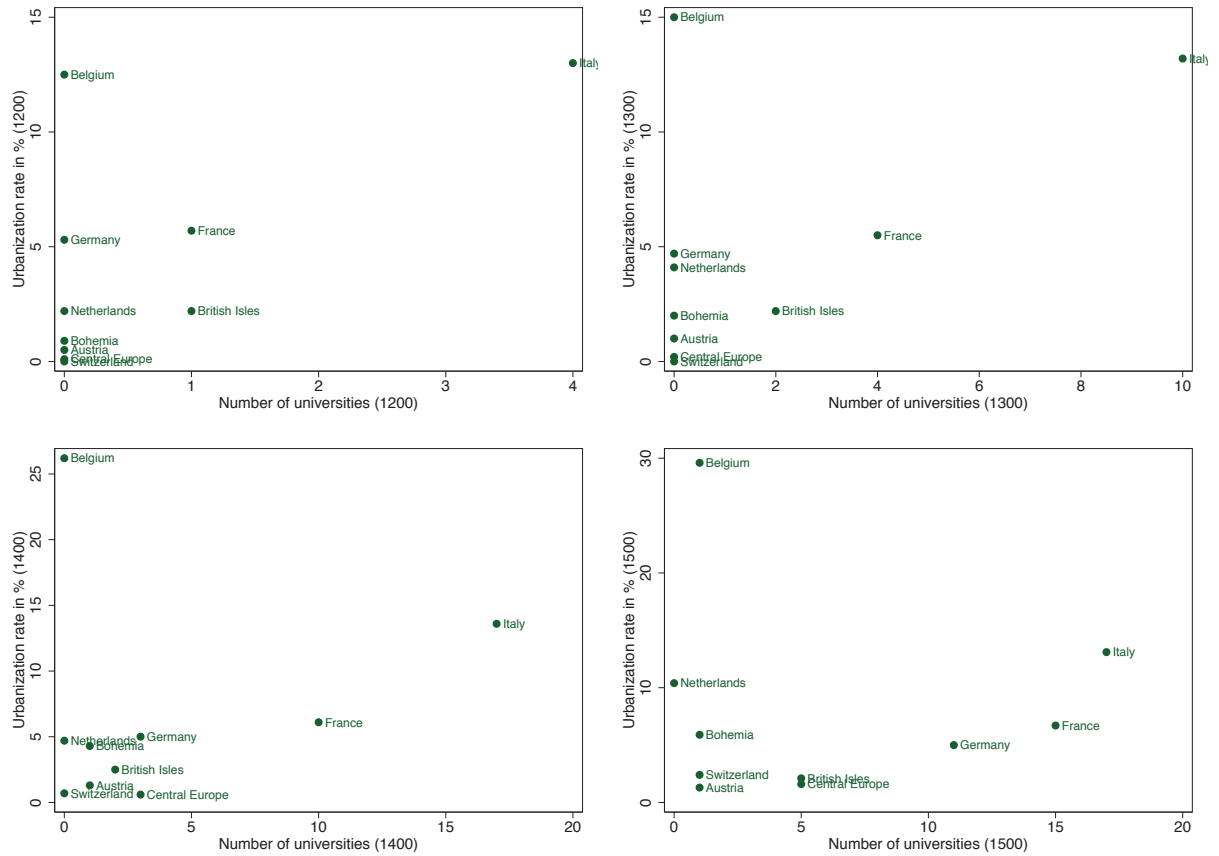 Urbanization rate in % (1200)
15
10
5
0
Belgium
Italy
Germany
France
Netherlands
British Isles
Bohemia
Austria
Central Europe
Switzerland
0 1 2 3 4
Number of universities (1200)
Urbanization rate in % (1300)
15
10
5
0
Belgium
Italy
France
Germany
Netherlands
Bohemia
British Isles
Austria
Central Europe
Switzerland
0 2 4 6 8 10
Number of universities (1300)
Urbanization rate in % (1400)
25
20
15
10
5
0
Belgium
Italy
France
Germany
Netherlands
Bohemia
British Isles
Austria
Switzerland
Central Europe
0 5 10 15 20
Number of universities (1400)
Urbanization rate in % (1500)
30
20
10
0
Belgium
Italy
Netherlands
France
Bohemia
Germany
Switzerland
British Isles
Central Europe
Austria
0 5 10 15 20
Number of universities (1500)